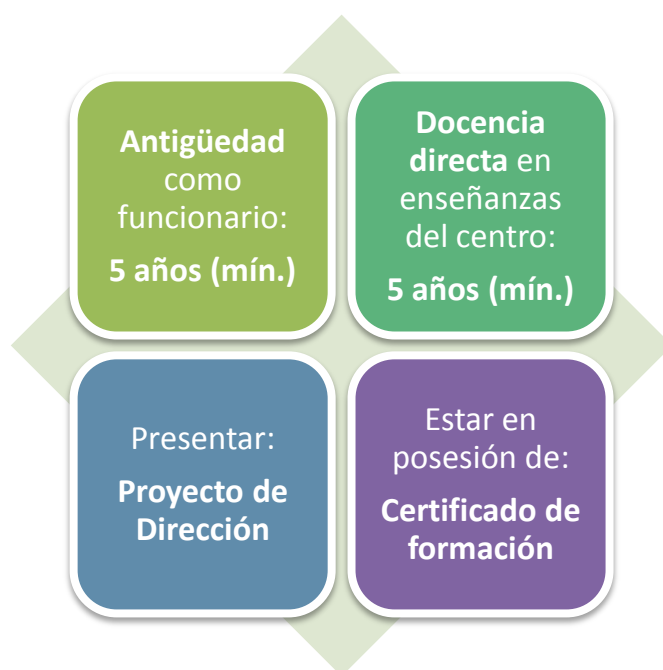 Antigüedad
como
funcionario:
5 años (mín.)
Docencia
directa en
enseñanzas
del centro:
5 años (mín.)
Presentar:
Proyecto de
Dirección
Estar en
posesión de:
Certificado de
formación